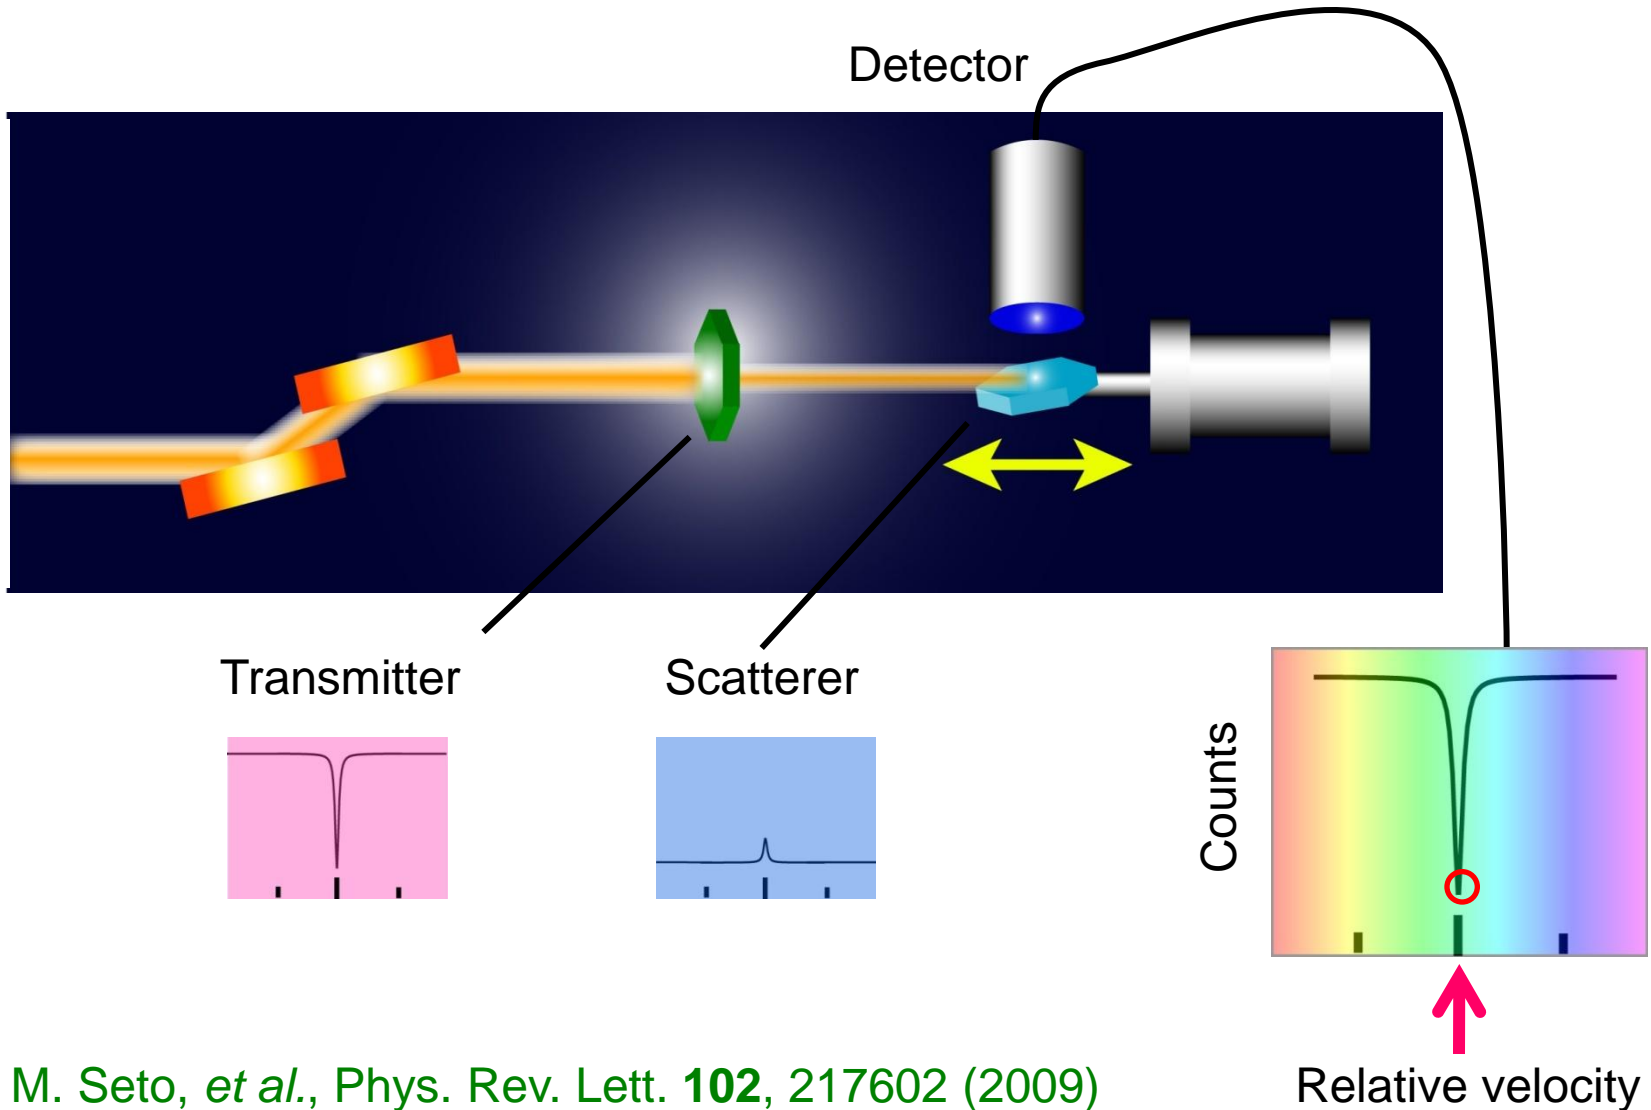 Detector
Transmitter
Scatterer
Counts
Relative velocity
M. Seto, et al., Phys. Rev. Lett. 102, 217602 (2009)